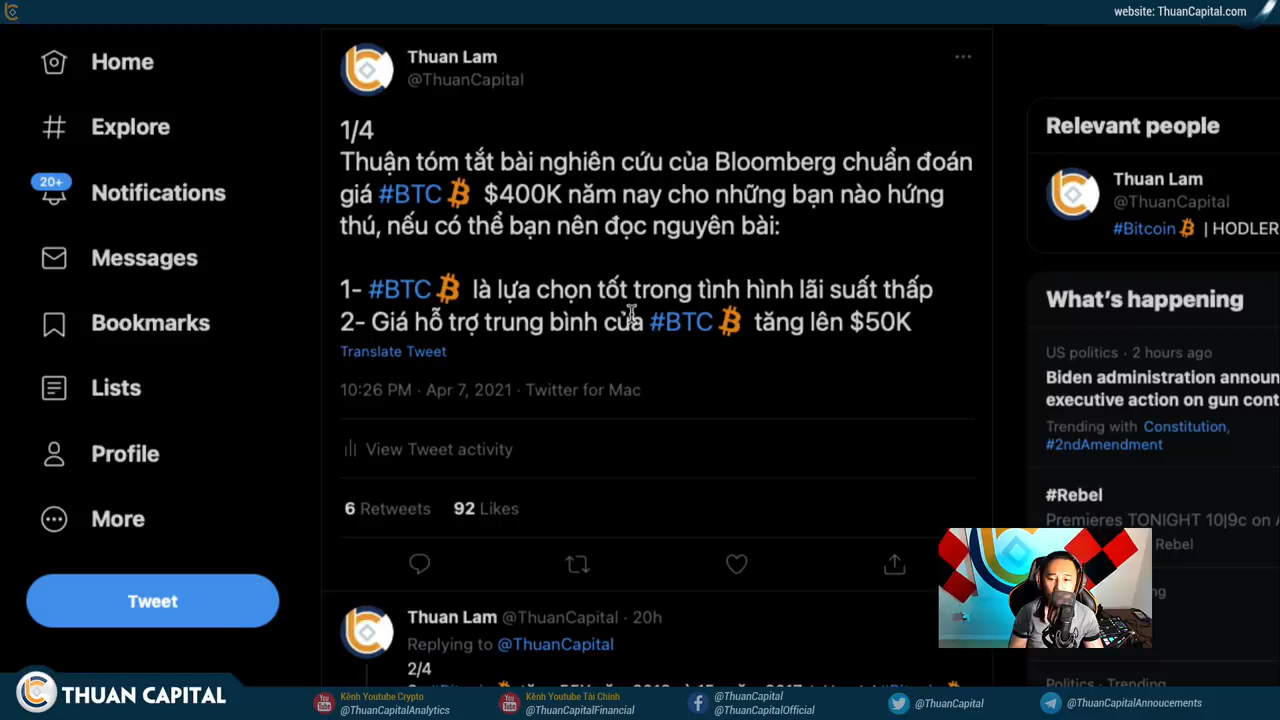 website: ThuanCapital.com
Home
Explore
20+
Notifications
Messages
Bookmarks
Lists
Profile
More
Tweet
Thuan Lam
@ThuanCapital
1/4
Thuận tóm tắt bài nghiên cứu của Bloomberg chuẩn đoán
giá #BTC $400K năm nay cho những bạn nào hứng
thú, nếu có thể bạn nên đọc nguyên bài:
1- #BTC là lựa chọn tốt trong tình hình lãi suất thấp
2- Giá hỗ trợ trung bình của #BTC tăng lên $50K
Translate Tweet
10:26 PM · Apr 7, 2021 · Twitter for Mac
View Tweet activity
6 Retweets 92 Likes
Thuan Lam @ThuanCapital · 20h
Replying to @ThuanCapital
2/4
Relevant people
Thuan Lam
@ThuanCapital
#Bitcoin | HODLER
What's happening
US politics · 2 hours ago
Biden administration announ
executive action on gun cont
Trending with Constitution,
#2ndAmendment
#Rebel
Premieres TONIGHT 10|9c on
Rebel
Politics · Trending
THUAN CAPITAL
Kênh Youtube Crypto
@ThuanCapitalAnalytics
Kênh Youtube Tài Chính
@ThuanCapitalFinancial
@ThuanCapital
@ThuanCapitalOfficial
@ThuanCapital
@ThuanCapitalAnnoucements